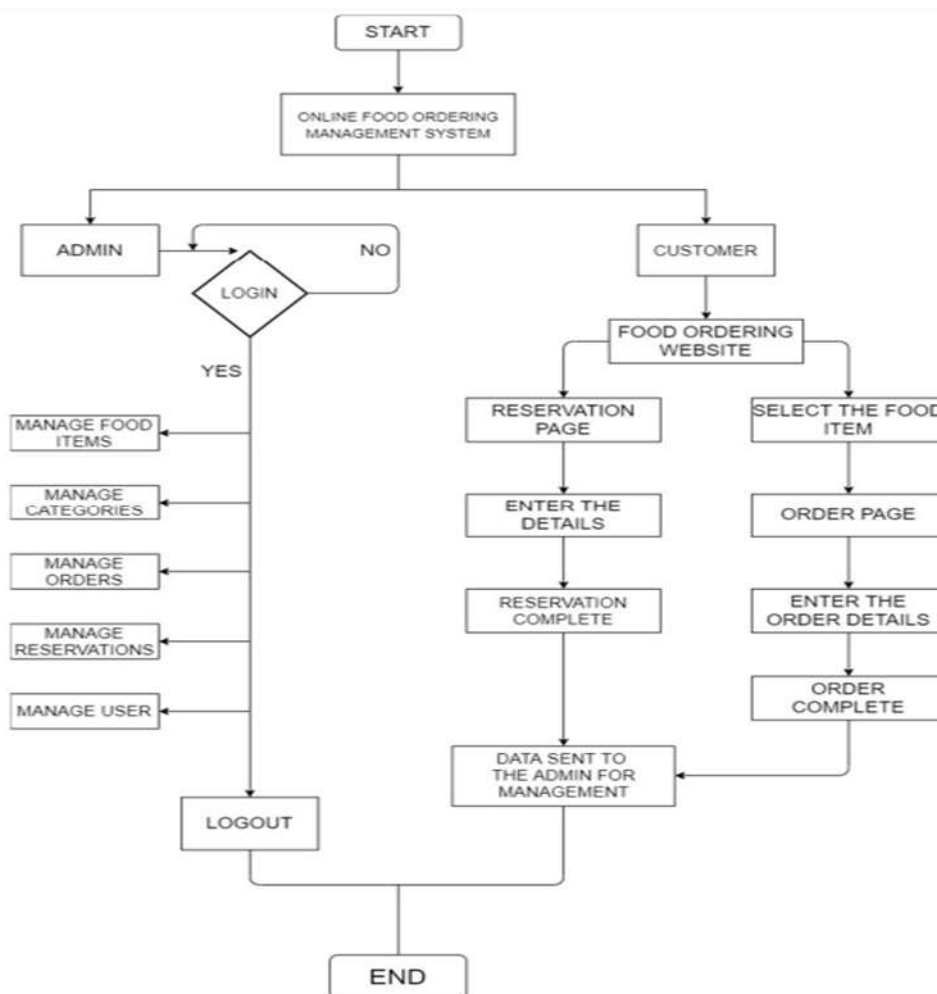 START
ONLINE FOOD ORDERING
MANAGEMENT SYSTEM
ADMIN
NO
CUSTOMER
LOGIN
FOOD ORDERING
WEBSITE
YES
RESERVATION
PAGE
SELECT THE FOOD
ITEM
MANAGE FOOD
ITEMS
MANAGE
CATEGORIES
ENTER THE
DETAILS
ORDER PAGE
MANAGE
ORDERS
RESERVATION
COMPLETE
ENTER THE
ORDER DETAILS
MANAGE
RESERVATIONS
MANAGE USER
ORDER
COMPLETE
DATA SENT TO
THE ADMIN FOR
MANAGEMENT
LOGOUT
END